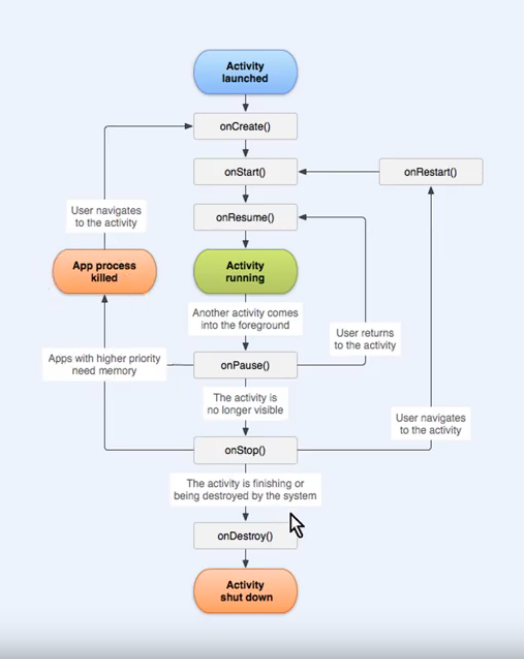 Activity
launched
onCreate()
onStart()
onRestart()
User navigates
to the activity
onResume()
App process
killed
Activity
running
Another activity comes
into the foreground
User returns
to the activity
Apps with higher priority
need memory
onPause()
The activity is
no longer visible
User navigates
to the activity
onStop()
The activity is finishing or
being destroyed by the system
onDestroy()
Activity
shut down